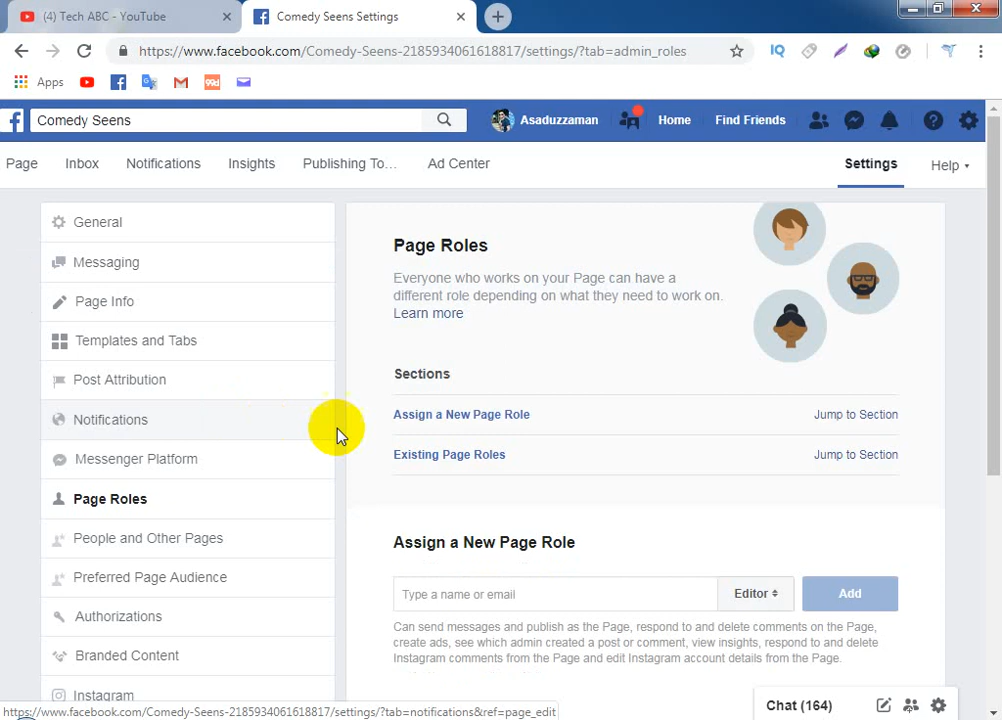 (4) Tech ABC - YouTube
Comedy Seens Settings
https://www.facebook.com/Comedy-Seens-2185934061618817/settings/?tab=admin_roles
IQ
Apps
99d
Comedy Seens
Asaduzzaman
Home
Find Friends
Page
Inbox
Notifications
Insights
Publishing To...
Ad Center
Settings
Help
General
Messaging
Page Info
Templates and Tabs
Post Attribution
Notifications
Messenger Platform
Page Roles
People and Other Pages
Preferred Page Audience
Authorizations
Branded Content
Instagram
Page Roles
Everyone who works on your Page can have a
different role depending on what they need to work on.
Learn more
Sections
Assign a New Page Role
Jump to Section
Existing Page Roles
Jump to Section
Assign a New Page Role
Type a name or email
Editor
Add
Can send messages and publish as the Page, respond to and delete comments on the Page,
create ads, see which admin created a post or comment, view insights, respond to and delete
Instagram comments from the Page and edit Instagram account details from the Page.
https://www.facebook.com/Comedy-Seens-2185934061618817/settings/?tab=notifications&ref=page_edit
Chat (164)